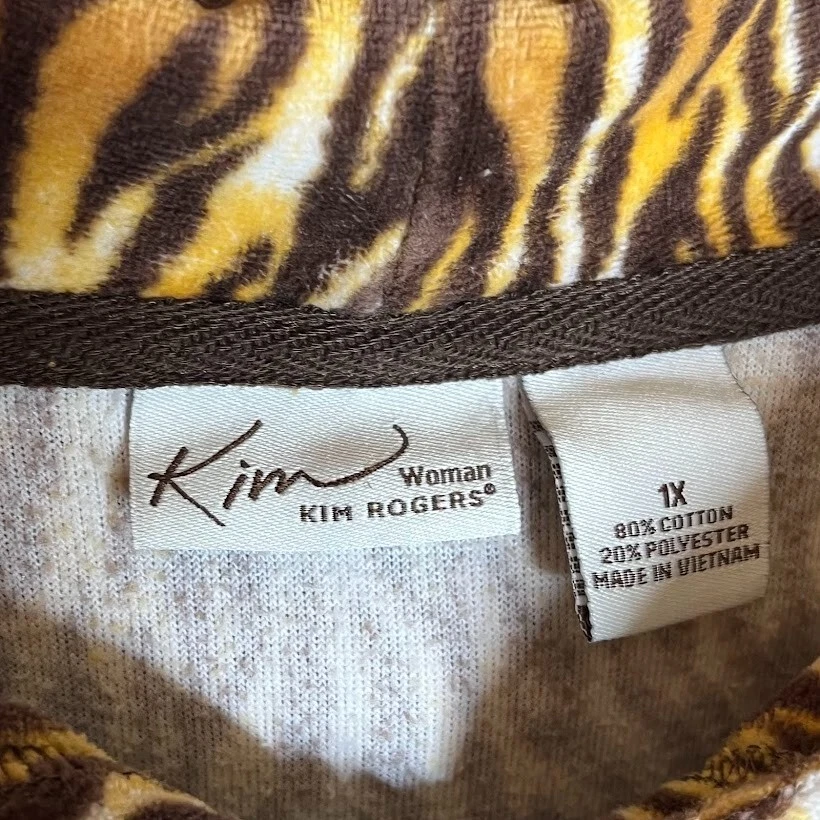 Kim Woman
KIM ROGERS®
1X
80% COTTON
20% POLYESTER
MADE IN VIETNAM